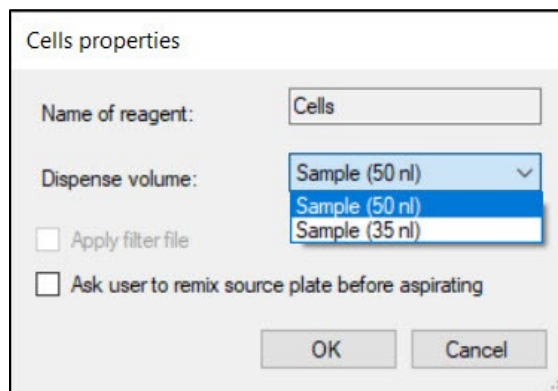 Cells properties
Name of reagent: Cells
Dispense volume: Sample (50 nl)
Sample (50 nl)
Sample (35 nl)
Apply filter file
Ask user to remix source plate before aspirating
OK Cancel